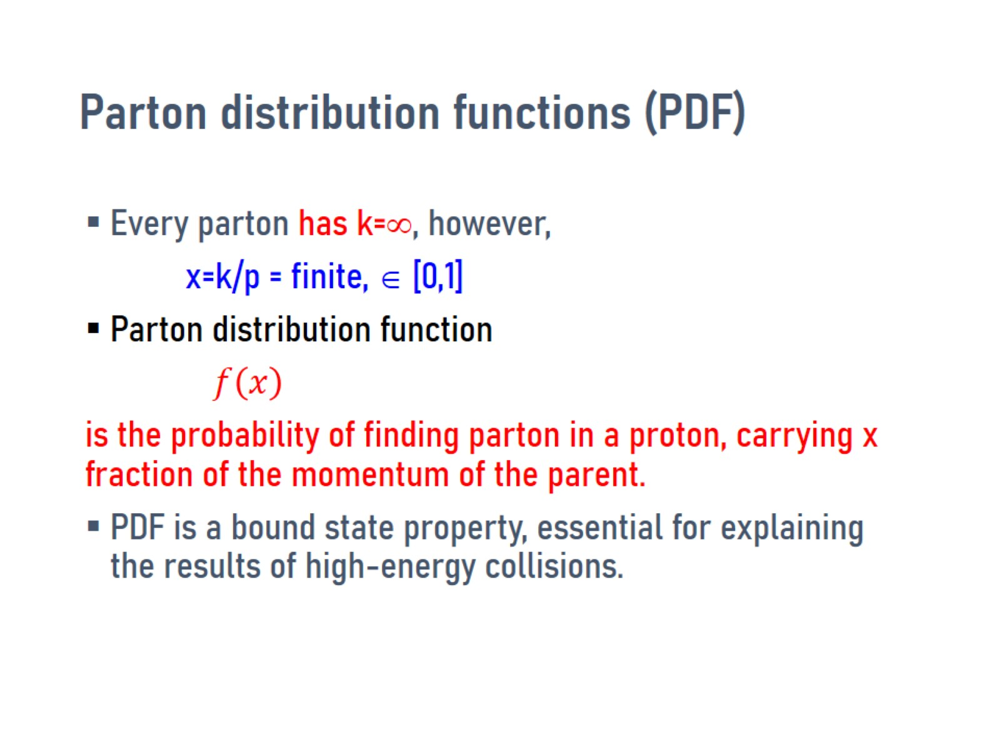 Parton distribution functions (PDF)
▪ Every parton has k=∞, however,
x=k/p = finite, ∈ [0,1]
▪ Parton distribution function
f(x)
is the probability of finding parton in a proton, carrying x
fraction of the momentum of the parent.
▪ PDF is a bound state property, essential for explaining
the results of high-energy collisions.